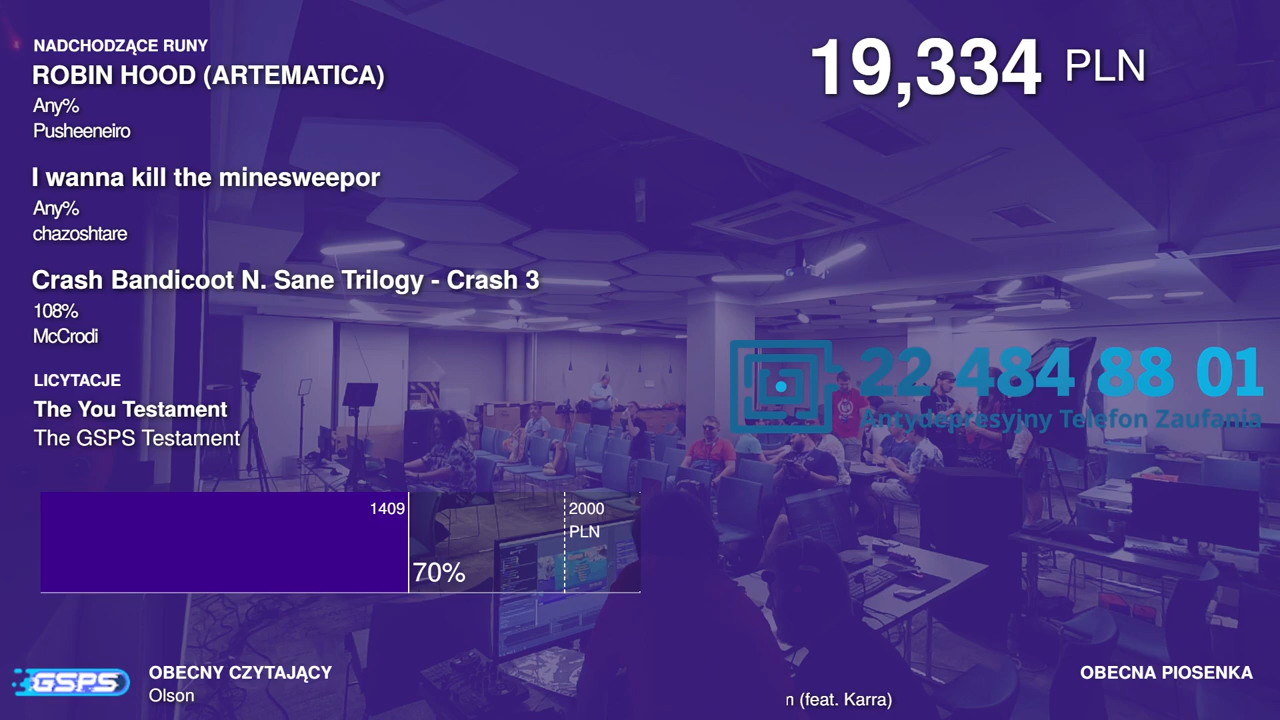 NADCHODZĄCE RUNY
ROBIN HOOD (ARTEMATICA)
Any%
Pusheeneiro
I wanna kill the minesweepor
Any%
chazoshtare
Crash Bandicoot N. Sane Trilogy - Crash 3
108%
McCrodi
LICYTACJE
The You Testament
The GSPS Testament
1409
2000
PLN
70%
19,334 PLN
22 484 88 01
Antydepresyjny Telefon Zaufania
GSPS
OBECNY CZYTAJĄCY
Olson
OBECNA PIOSENKA
n (feat. Karra)